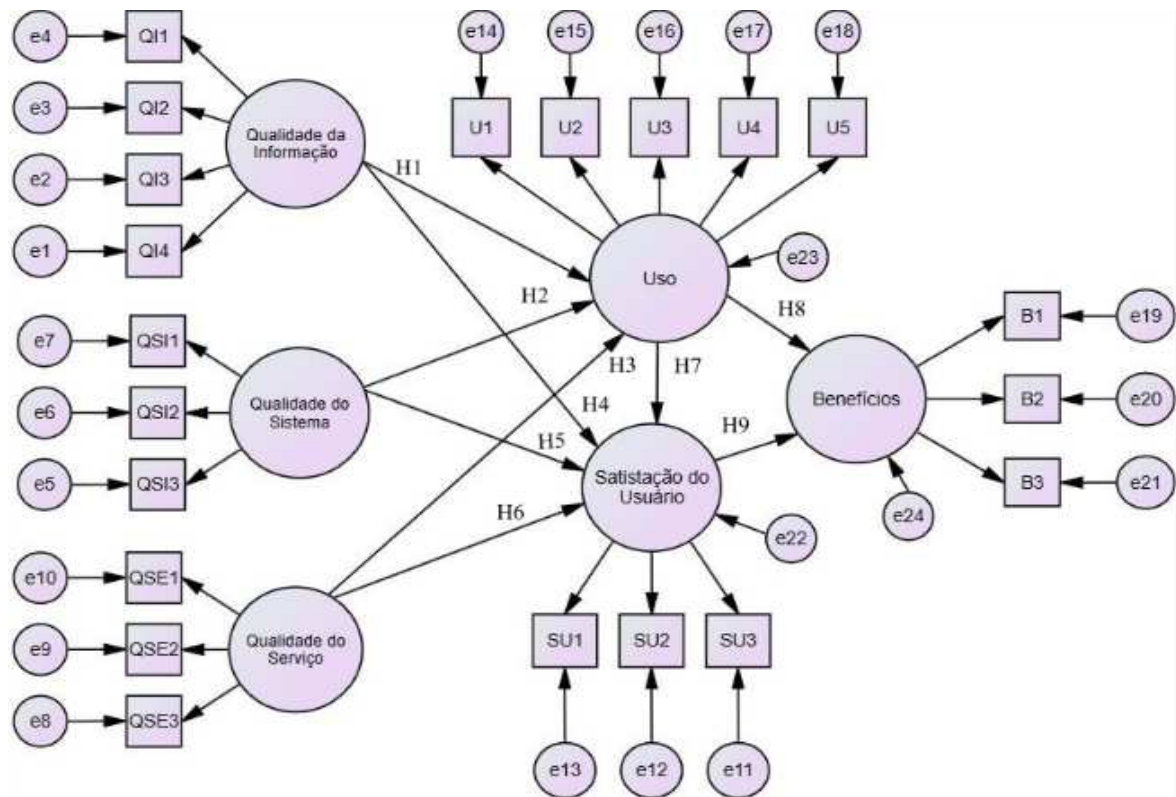 e4
QI1
e3
QI2
e2
QI3
e1
QI4
Qualidade da
Informação
e14
e15
e16
e17
e18
U1
U2
U3
U4
U5
H1
H2
H3
H4
H5
H6
Uso
e23
H7
H8
H9
e7
QSI1
e6
QSI2
e5
QSI3
Qualidade do
Sistema
Satistação do
Usuário
e22
Benefícios
e24
B1
e19
B2
e20
B3
e21
e10
QSE1
e9
QSE2
e8
QSE3
Qualidade do
Serviço
SU1
SU2
SU3
e13
e12
e11